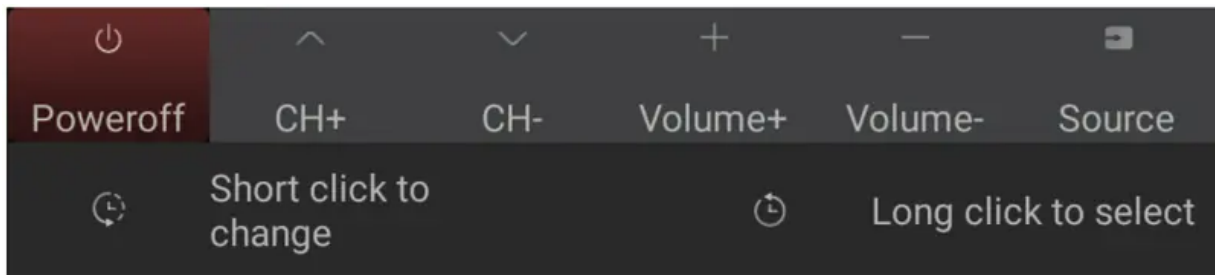 Poweroff CH+ CH- Volume+ Volume- Source
Short click to
change
Long click to select